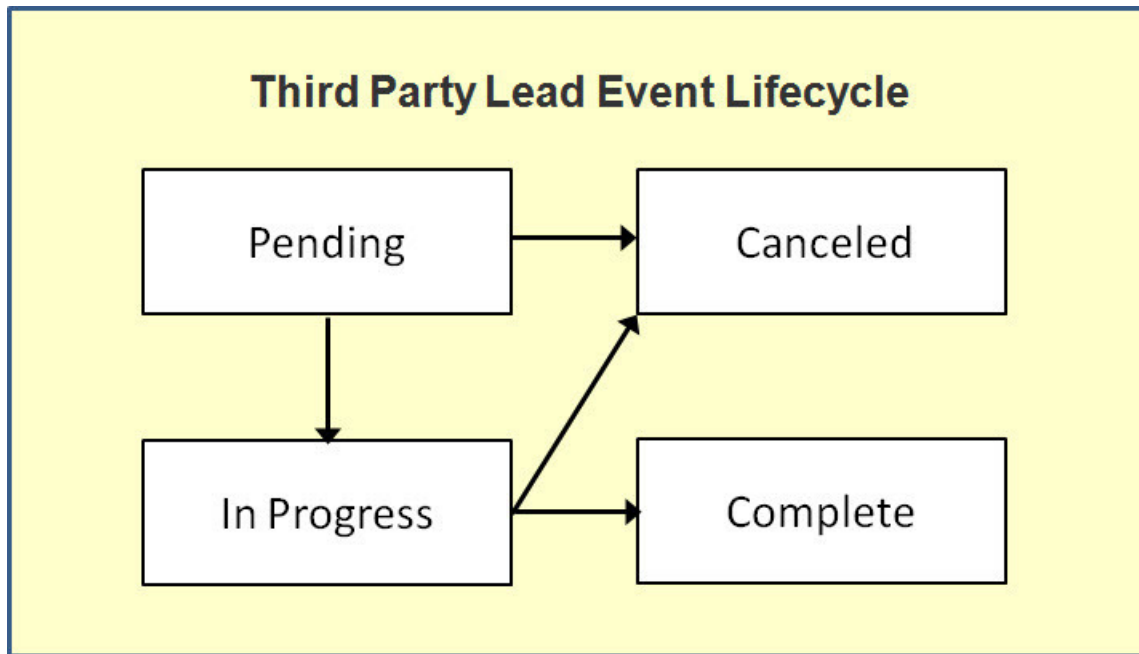 Third Party Lead Event Lifecycle
Pending
Canceled
In Progress
Complete